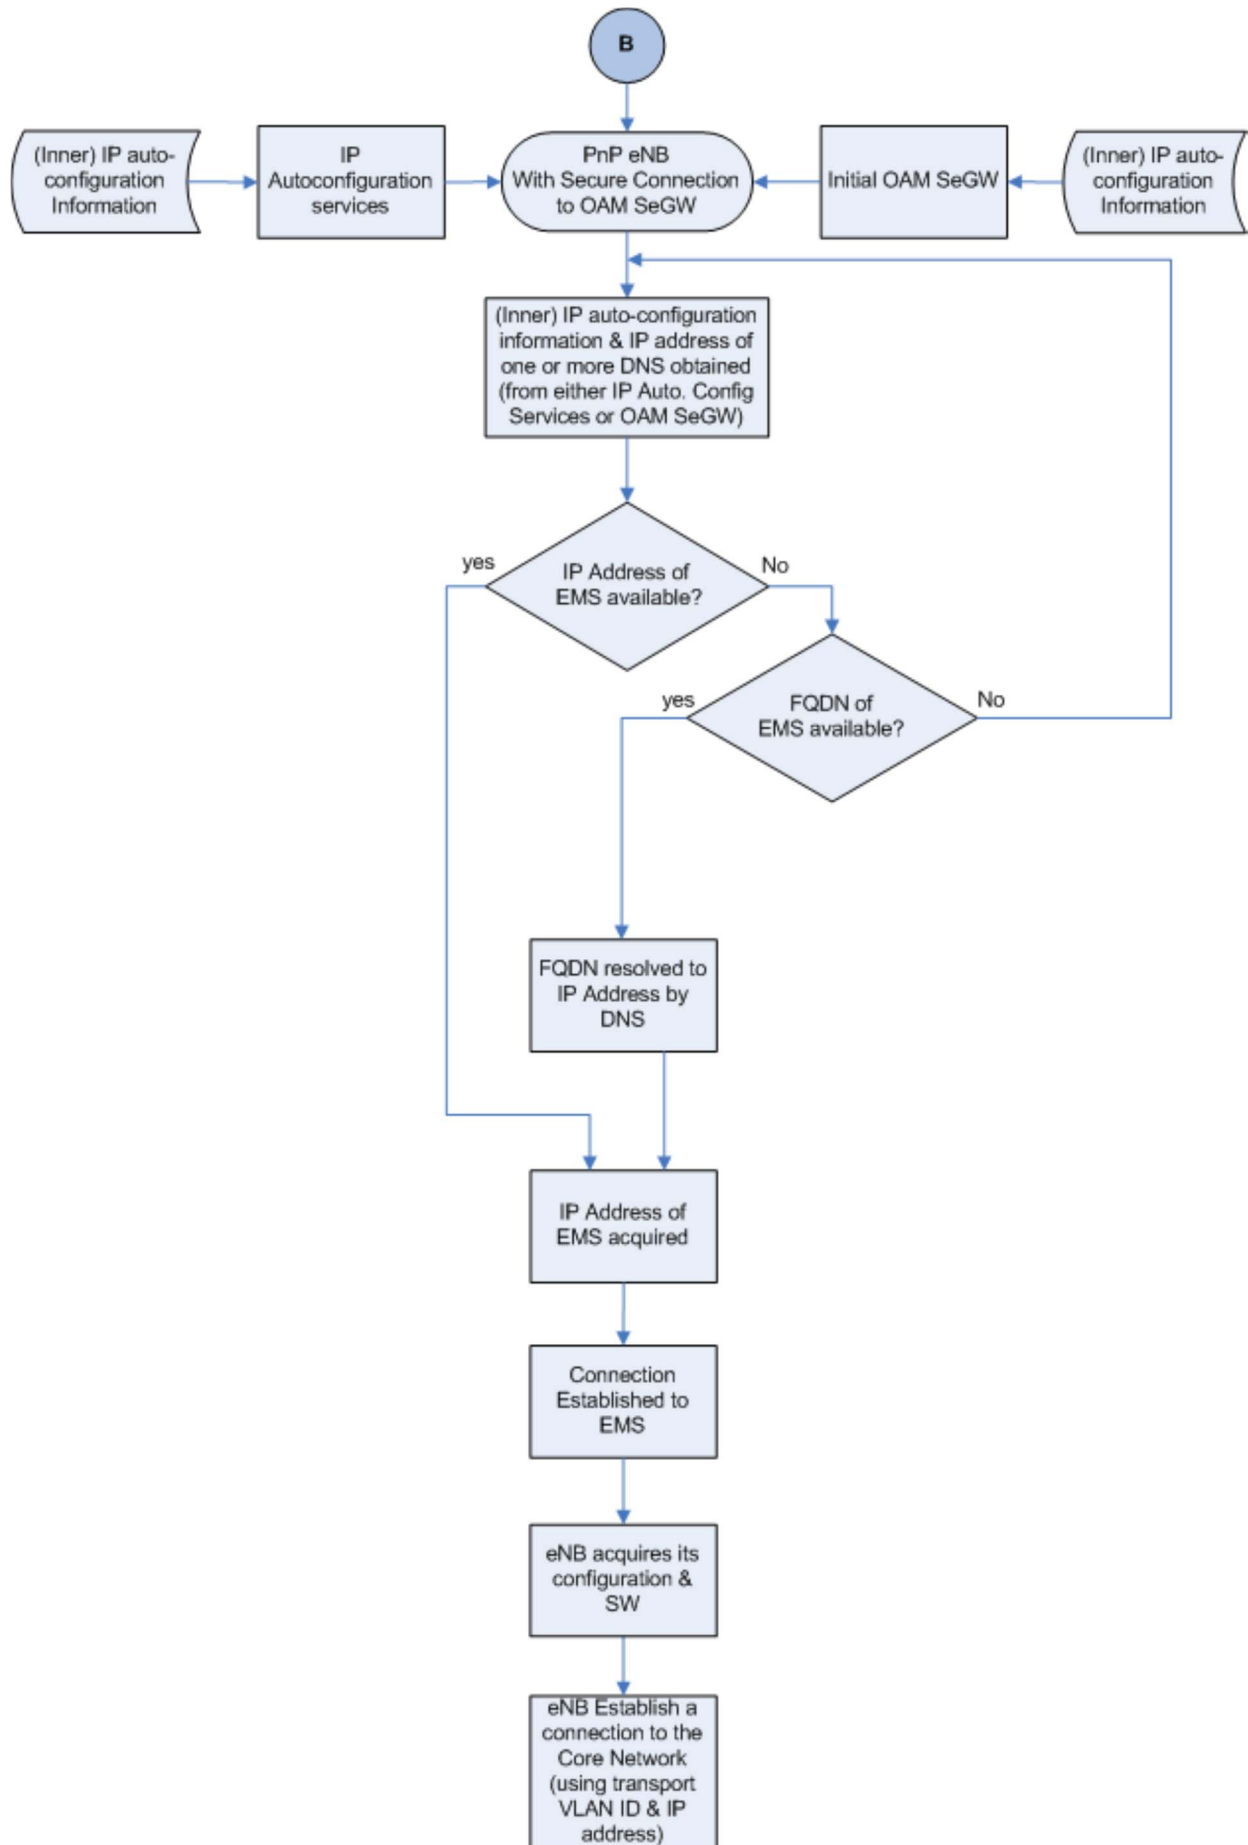 B
(Inner) IP auto-
configuration
Information
IP
Autoconfiguration
services
PnP eNB
With Secure Connection
to OAM SeGW
Initial OAM SeGW
(Inner) IP auto-
configuration
Information
(Inner) IP auto-configuration
information & IP address of
one or more DNS obtained
(from either IP Auto. Config
Services or OAM SeGW)
yes
IP Address of
EMS available?
No
yes
FQDN of
EMS available?
No
FQDN resolved to
IP Address by
DNS
IP Address of
EMS acquired
Connection
Established to
EMS
eNB acquires its
configuration &
SW
eNB Establish a
connection to the
Core Network
(using transport
VLAN ID & IP
address)